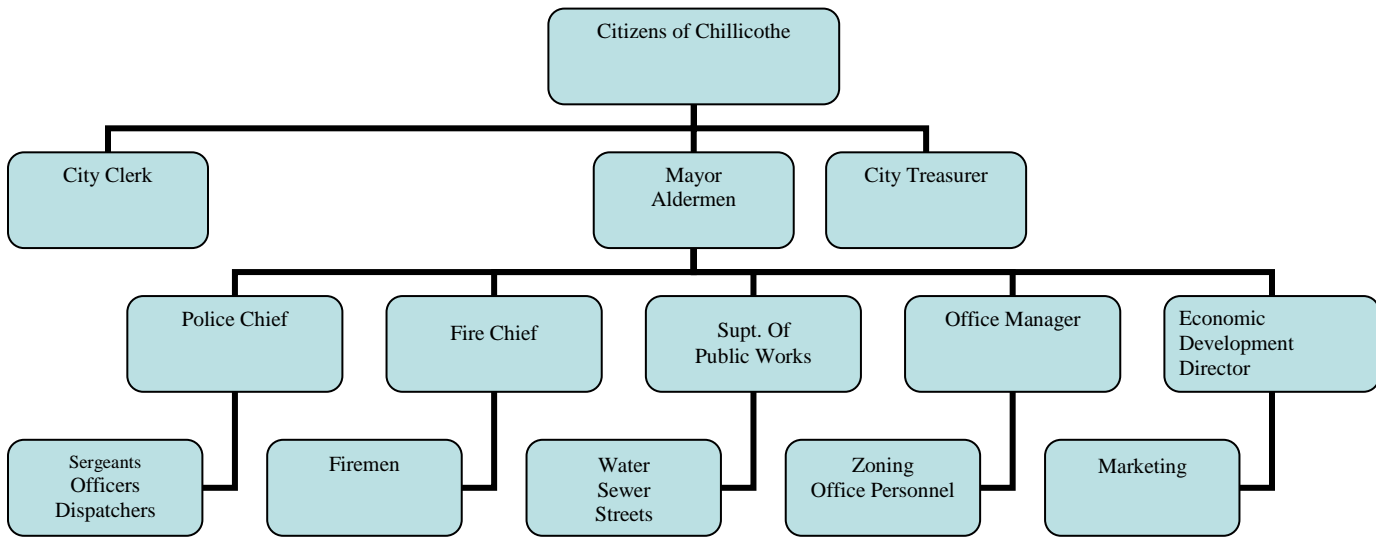 Citizens of Chillicothe
City Clerk
Mayor
Aldermen
City Treasurer
Police Chief
Fire Chief
Supt. Of
Public Works
Office Manager
Economic
Development
Director
Sergeants
Officers
Dispatchers
Firemen
Water
Sewer
Streets
Zoning
Office Personnel
Marketing